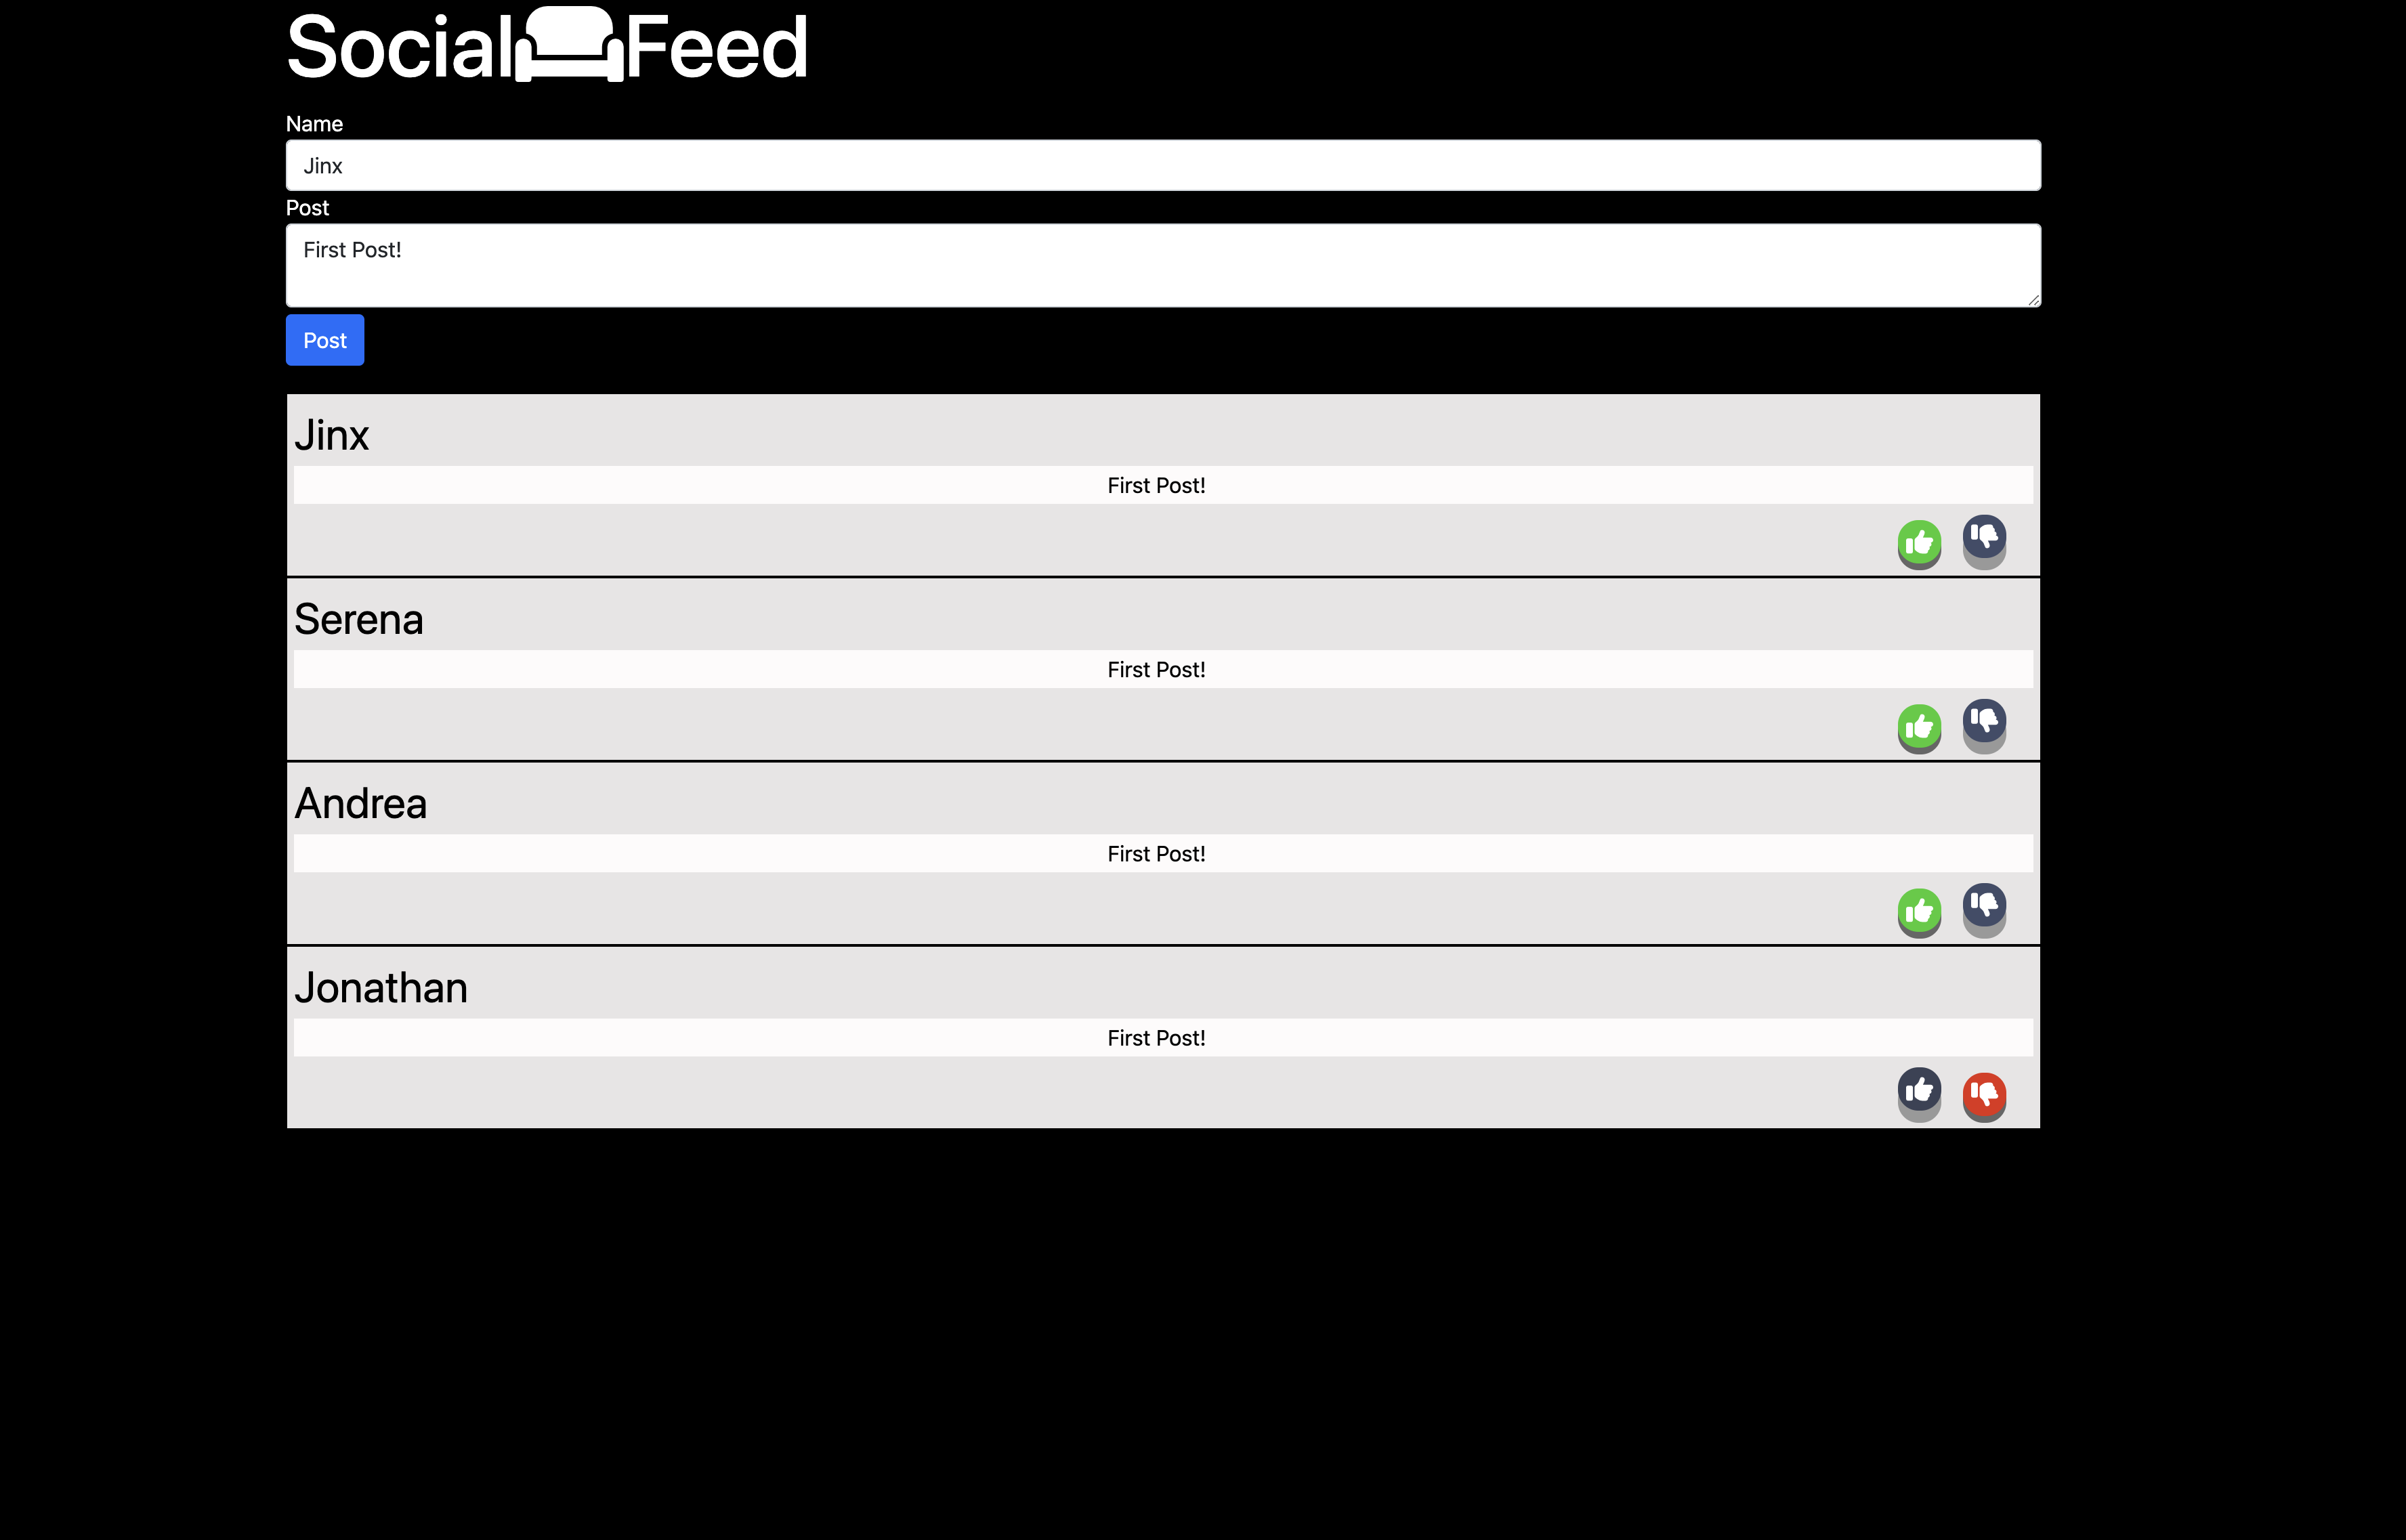 Social Feed
Name
Jinx
Post
First Post!
Post
Jinx
First Post!
Serena
First Post!
Andrea
First Post!
Jonathan
First Post!